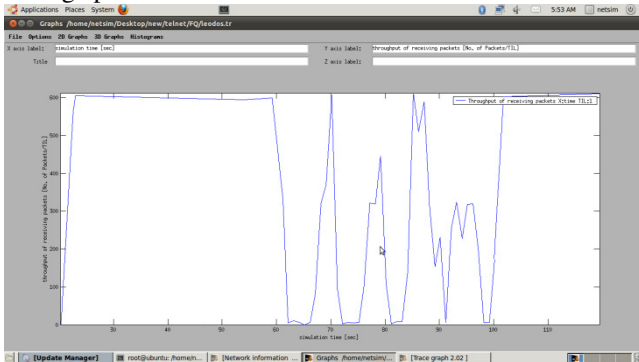 Applications Places System 5:53 AM netsim
Graphs /home/netsim/Desktop/new/telnet/FQ/leodos.tr
File Options 2D Graphs 3D Graphs Histograms
X axis label: simulation time [sec] Y axis label: throughput of receiving packets [No. of Packets/TIL]
Title Z axis label:
Throughput of receiving packets X:time TIL:1
600
500
400
300
200
100
0
throughput of receiving packets [No. of Packets/TIL]
30 40 50 60 70 80 90 100 110
simulation time [sec]
[Update Manager] root@ubuntu: /home/n... [Network information ... Graphs /home/netsim/... [Trace graph 2.02 ]